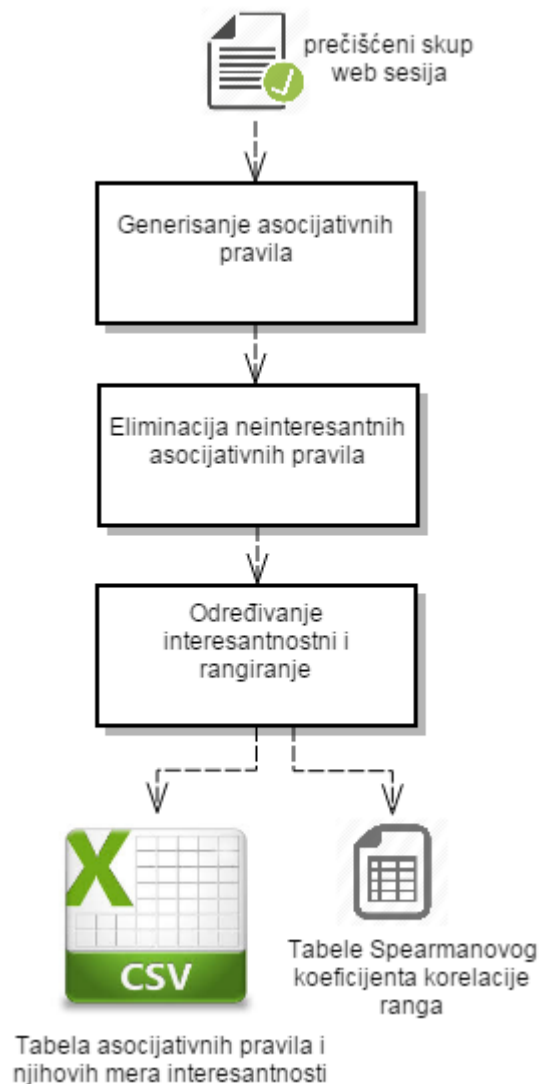 prečišćeni skup
web sesija
Generisanje asocijativnih
pravila
Eliminacija neinteresantnih
asocijativnih pravila
Određivanje
interesantnostni i
rangiranje
X
CSV
Tabele Spearmanovog
koeficijenta korelacije
ranga
Tabela asocijativnih pravila i
njihovih mera interesantnosti